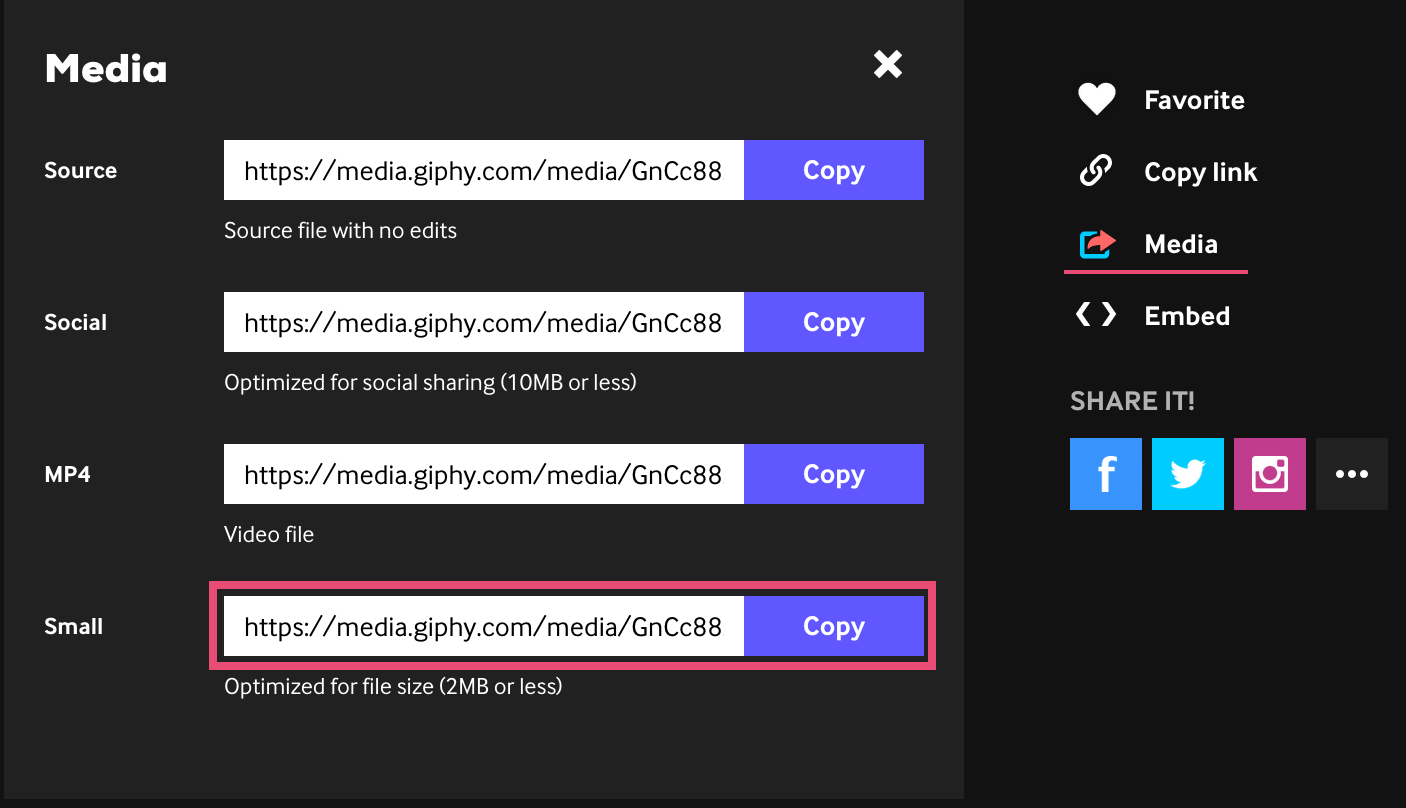 Media
Source
https://media.giphy.com/media/GnCc88
Copy
Source file with no edits
Social
https://media.giphy.com/media/GnCc88
Copy
Optimized for social sharing (10MB or less)
MP4
https://media.giphy.com/media/GnCc88
Copy
Video file
Small
https://media.giphy.com/media/GnCc88
Copy
Optimized for file size (2MB or less)
Favorite
Copy link
Media
Embed
SHARE IT!